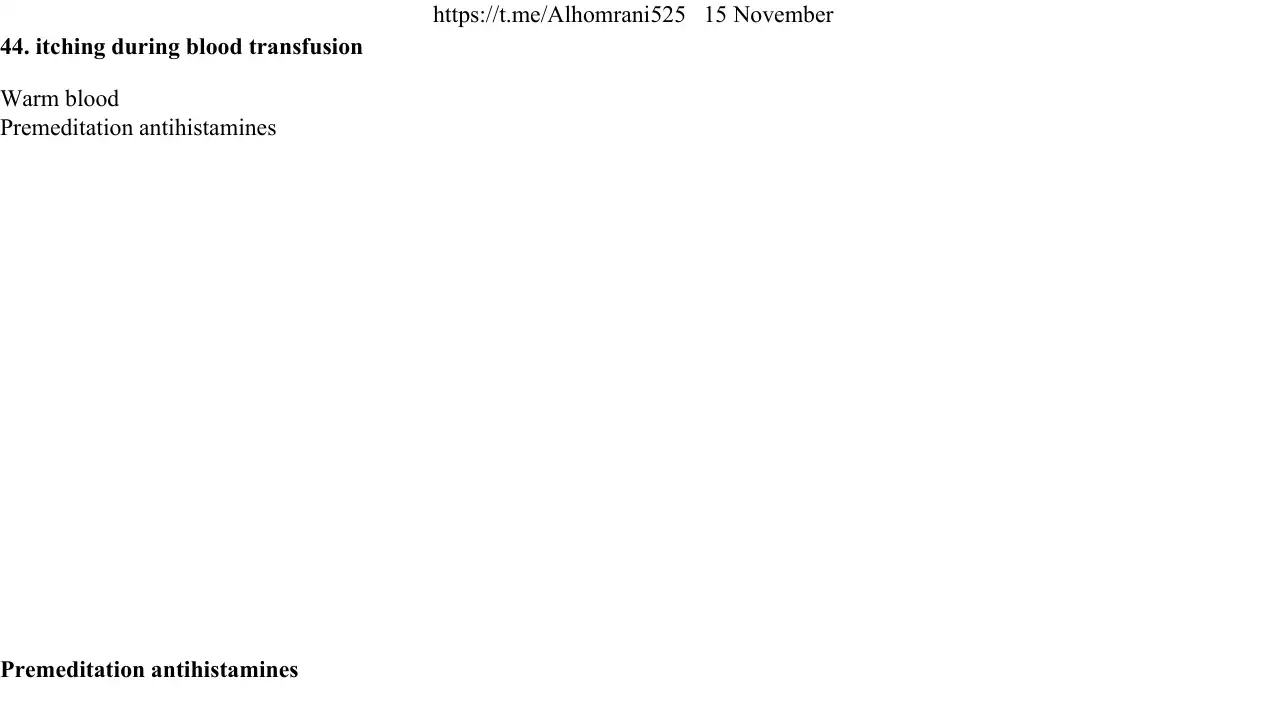 https://t.me/Alhomrani525 15 November
44. itching during blood transfusion
Warm blood
Premeditation antihistamines
Premeditation antihistamines